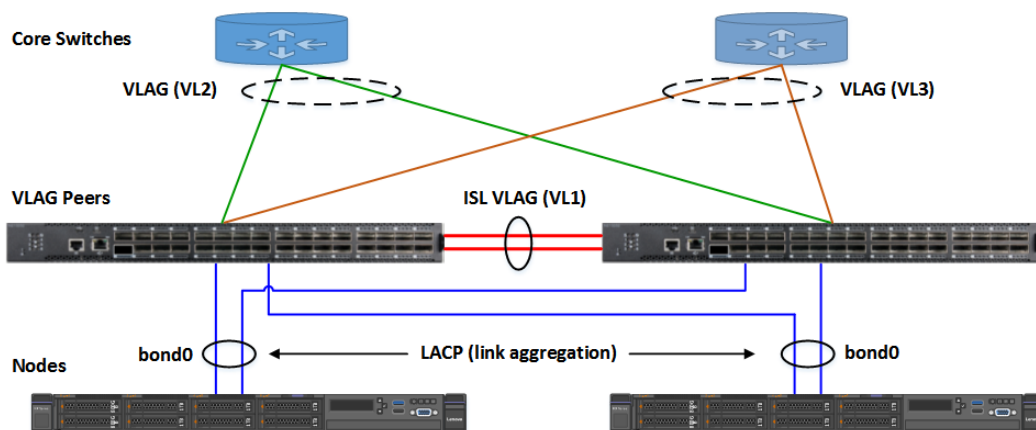 Core Switches
VLAG (VL2)
VLAG (VL3)
VLAG Peers
ISL VLAG (VL1)
bond0
LACP (link aggregation)
bond0
Nodes